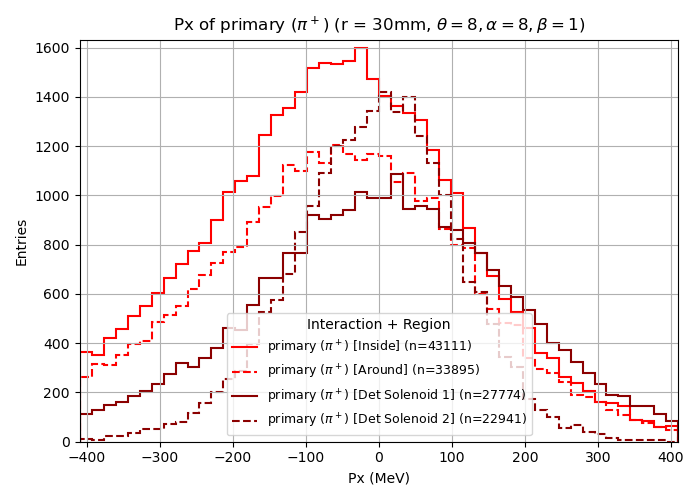 Px of primary (π⁺) (r = 30mm, θ = 8, α = 8, β = 1)
1600
1400
1200
1000
800
600
400
200
0
Entries
Interaction + Region
primary (π⁺) [Inside] (n=43111)
primary (π⁺) [Around] (n=33895)
primary (π⁺) [Det Solenoid 1] (n=27774)
primary (π⁺) [Det Solenoid 2] (n=22941)
−400 −300 −200 −100 0 100 200 300 400
Px (MeV)